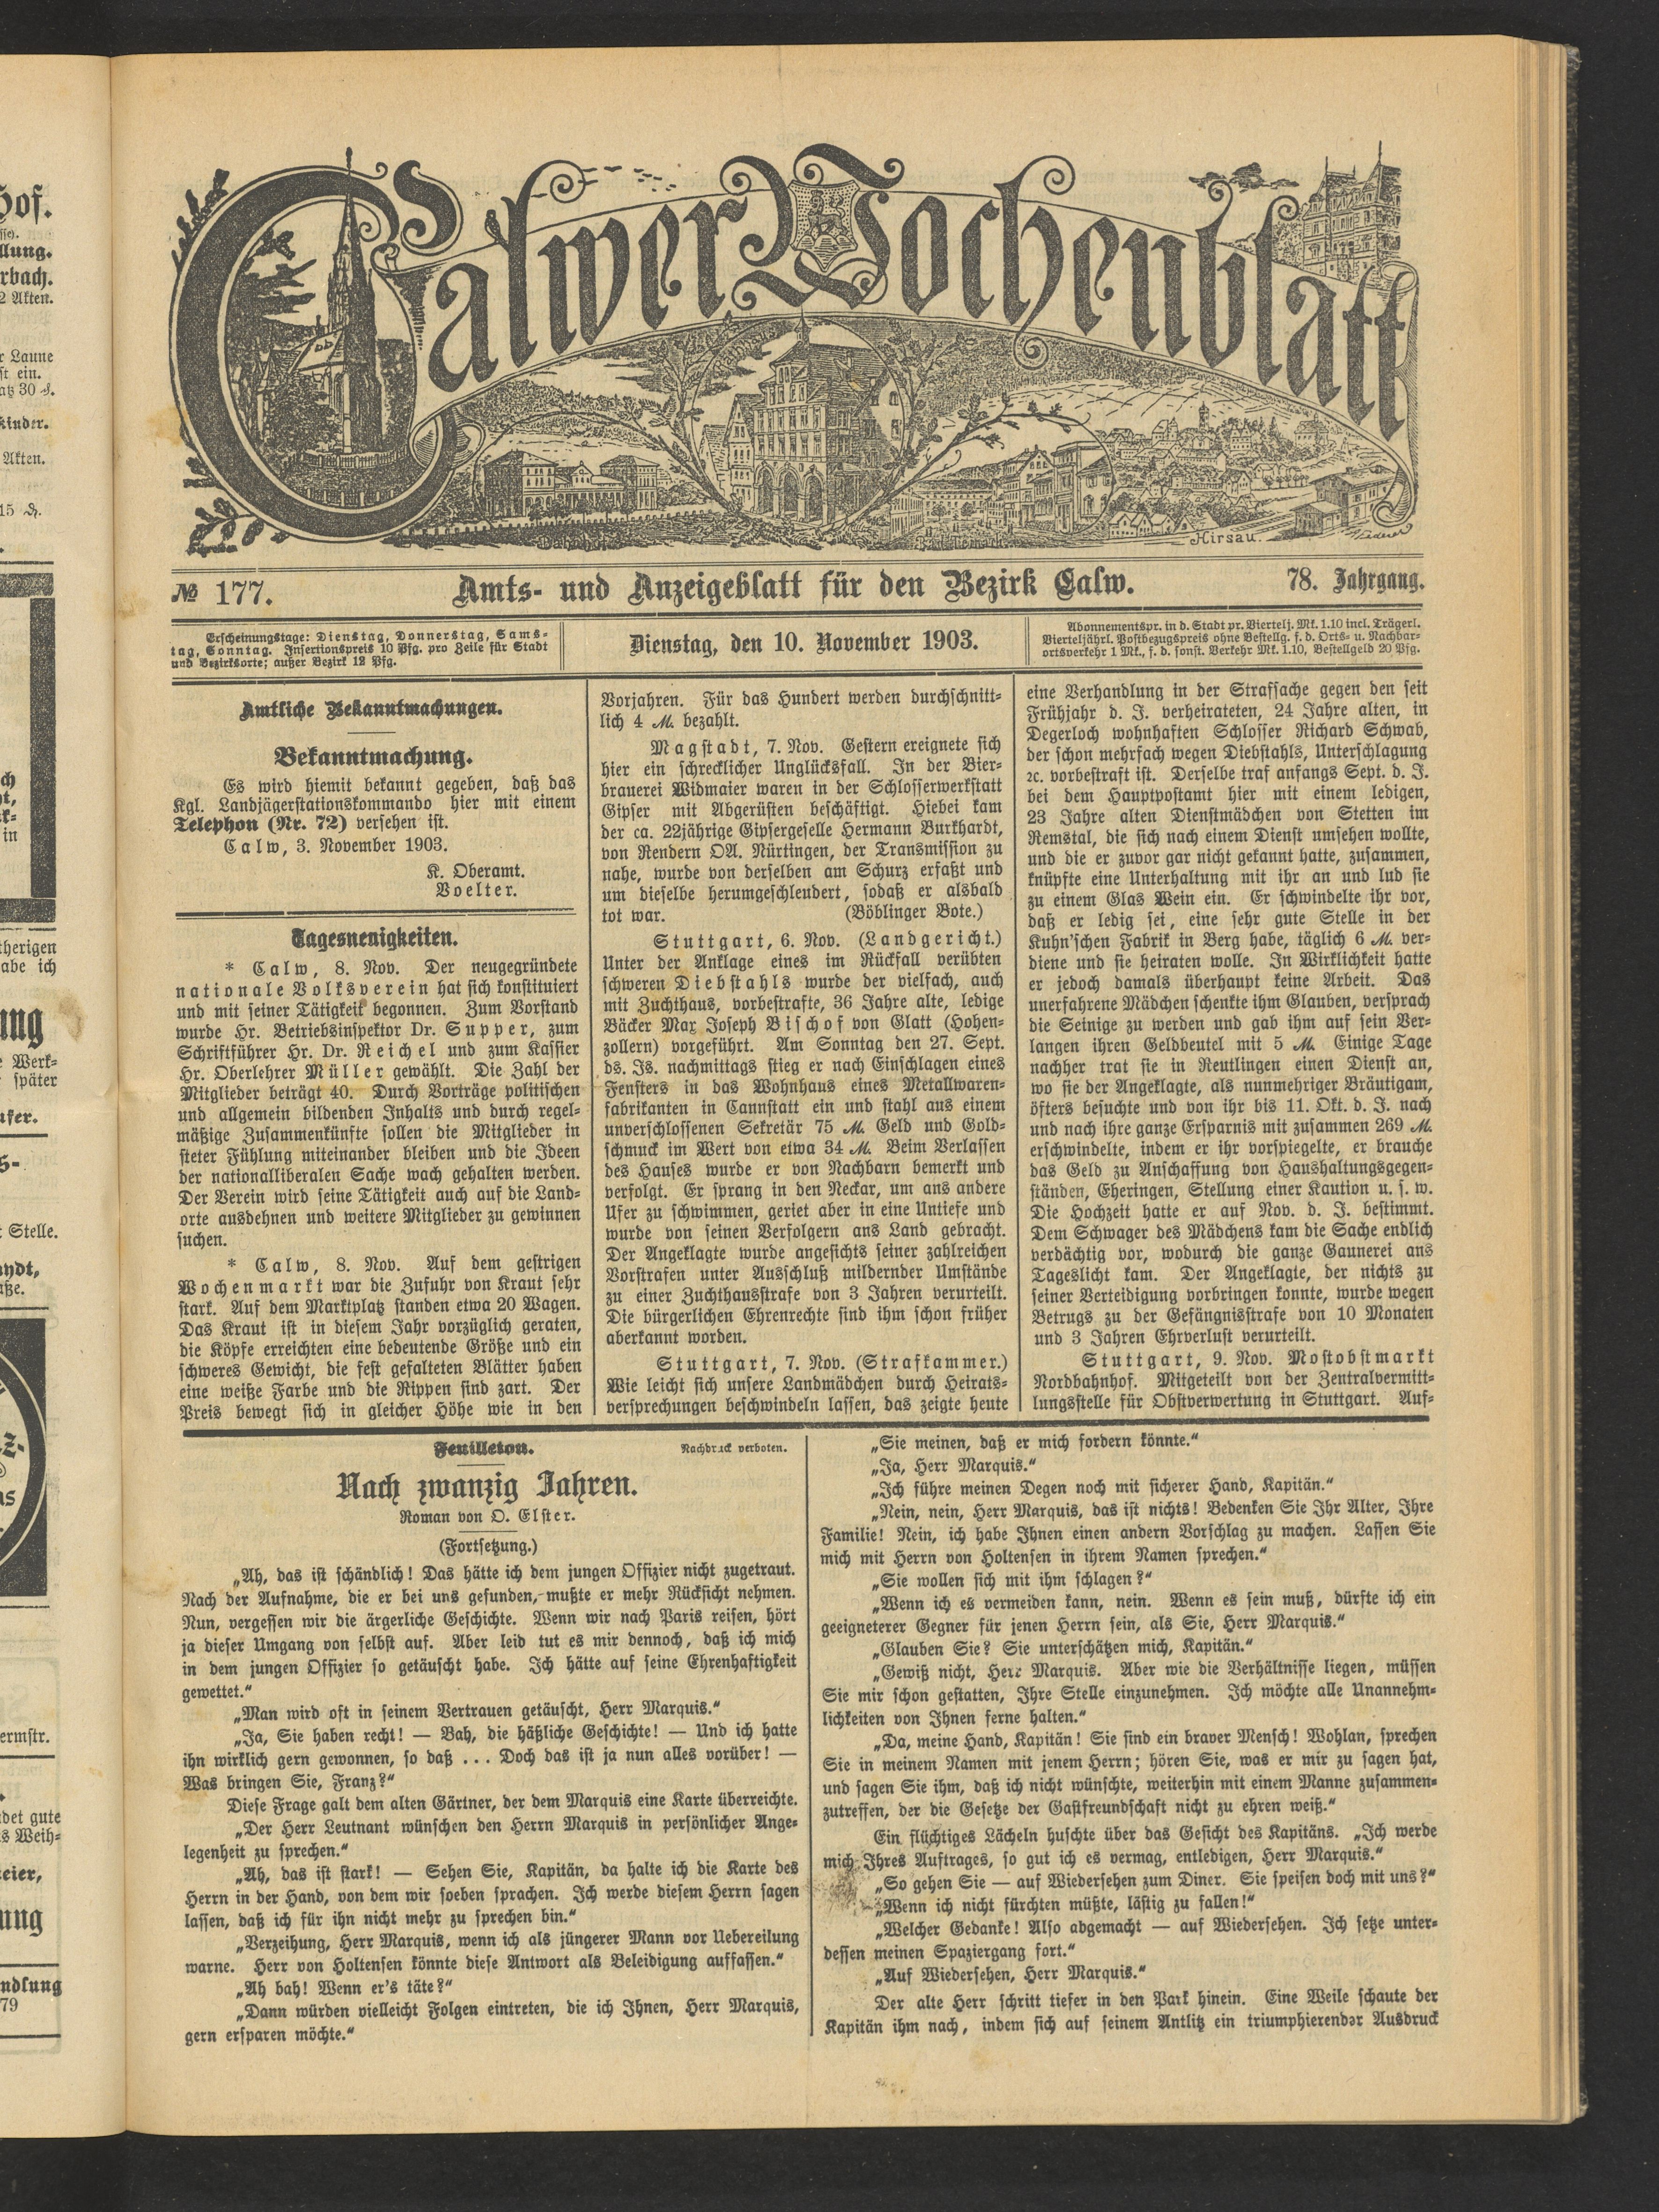 Calwer Wochenblatt
Bahnhof.
Hirsau.
№ 177.
Amts- und Anzeigeblatt für den Bezirk Calw.
78. Jahrgang.
Erscheinungstage: Dienstag, Donnerstag, Sams-
tag, Sonntag. Insertionspreis 10 Pfg. pro Zeile für Stadt
und Bezirksorte; außer Bezirk 12 Pfg.
Dienstag, den 10. November 1903.
Abonnementspr. in d. Stadt pr. Viertelj. Mk. 1.10 incl. Trägerl.
Vierteljährl. Postbezugspreis ohne Bestellg. f. d. Orts- u. Nachbar-
ortsverkehr 1 Mk., f. d. sonst. Verkehr Mk. 1.10, Bestellgeld 20 Pfg.
Amtliche Bekanntmachungen.
Bekanntmachung.
Es wird hiemit bekannt gegeben, daß das
Kgl. Landjägerstationskommando hier mit einem
Telephon (Nr. 72) versehen ist.
Calw, 3. November 1903.
K. Oberamt.
Voelter.
Tagesneuigkeiten.
* Calw, 8. Nov. Der neugegründete
nationale Volksverein hat sich konstituiert
und mit seiner Tätigkeit begonnen. Zum Vorstand
wurde Hr. Betriebsinspektor Dr. Supper, zum
Schriftführer Hr. Dr. Reichel und zum Kassier
Hr. Oberlehrer Müller gewählt. Die Zahl der
Mitglieder beträgt 40. Durch Vorträge politischen
und allgemein bildenden Inhalts und durch regel-
mäßige Zusammenkünfte sollen die Mitglieder in
steter Fühlung miteinander bleiben und die Ideen
der nationalliberalen Sache wach gehalten werden.
Der Verein wird seine Tätigkeit auch auf die Land-
orte ausdehnen und weitere Mitglieder zu gewinnen
suchen.
* Calw, 8. Nov. Auf dem gestrigen
Wochenmarkt war die Zufuhr von Kraut sehr
stark. Auf dem Marktplatz standen etwa 20 Wagen.
Das Kraut ist in diesem Jahr vorzüglich geraten,
die Köpfe erreichten eine bedeutende Größe und ein
schweres Gewicht, die fest gefalteten Blätter haben
eine weiße Farbe und die Rippen sind zart. Der
Preis bewegt sich in gleicher Höhe wie in den
Vorjahren. Für das Hundert werden durchschnitt-
lich 4 M. bezahlt.
Magstadt, 7. Nov. Gestern ereignete sich
hier ein schrecklicher Unglücksfall. In der Bier-
brauerei Widmaier waren in der Schlosserwerkstatt
Gipser mit Abgerüsten beschäftigt. Hiebei kam
der ca. 22jährige Gipsergeselle Hermann Burkhardt,
von Rendern OA. Nürtingen, der Transmission zu
nahe, wurde von derselben am Schurz erfaßt und
um dieselbe herumgeschleudert, sodaß er alsbald
tot war. (Böblinger Bote.)
Stuttgart, 6. Nov. (Landgericht.)
Unter der Anklage eines im Rückfall verübten
schweren Diebstahls wurde der vielfach, auch
mit Zuchthaus, vorbestrafte, 36 Jahre alte, ledige
Bäcker Max Joseph Bischof von Glatt (Hohen-
zollern) vorgeführt. Am Sonntag den 27. Sept.
ds. Js. nachmittags stieg er nach Einschlagen eines
Fensters in das Wohnhaus eines Metallwaren-
fabrikanten in Cannstatt ein und stahl aus einem
unverschlossenen Sekretär 75 M. Geld und Gold-
schmuck im Wert von etwa 34 M. Beim Verlassen
des Hauses wurde er von Nachbarn bemerkt und
verfolgt. Er sprang in den Neckar, um ans andere
Ufer zu schwimmen, geriet aber in eine Untiefe und
wurde von seinen Verfolgern ans Land gebracht.
Der Angeklagte wurde angesichts seiner zahlreichen
Vorstrafen unter Ausschluß mildernder Umstände
zu einer Zuchthausstrafe von 3 Jahren verurteilt.
Die bürgerlichen Ehrenrechte sind ihm schon früher
aberkannt worden.
Stuttgart, 7. Nov. (Strafkammer.)
Wie leicht sich unsere Landmädchen durch Heirats-
versprechungen beschwindeln lassen, das zeigte heute
eine Verhandlung in der Strafsache gegen den seit
Frühjahr d. J. verheirateten, 24 Jahre alten, in
Degerloch wohnhaften Schlosser Richard Schwab,
der schon mehrfach wegen Diebstahls, Unterschlagung
2c. vorbestraft ist. Derselbe traf anfangs Sept. d. J.
bei dem Hauptpostamt hier mit einem ledigen,
23 Jahre alten Dienstmädchen von Stetten im
Remstal, die sich nach einem Dienst umsehen wollte,
und die er zuvor gar nicht gekannt hatte, zusammen,
knüpfte eine Unterhaltung mit ihr an und lud sie
zu einem Glas Wein ein. Er schwindelte ihr vor,
daß er ledig sei, eine sehr gute Stelle in der
Kuhn'schen Fabrik in Berg habe, täglich 6 M. ver-
diene und sie heiraten wolle. In Wirklichkeit hatte
er jedoch damals überhaupt keine Arbeit. Das
unerfahrene Mädchen schenkte ihm Glauben, versprach
die Seinige zu werden und gab ihm auf sein Ver-
langen ihren Geldbeutel mit 5 M. Einige Tage
nachher trat sie in Reutlingen einen Dienst an,
wo sie der Angeklagte, als nunmehriger Bräutigam,
öfters besuchte und von ihr bis 11. Okt. d. J. nach
und nach ihre ganze Ersparnis mit zusammen 269 M.
erschwindelte, indem er ihr vorspiegelte, er brauche
das Geld zu Anschaffung von Haushaltungsgegen-
ständen, Eheringen, Stellung einer Kaution u. s. w.
Die Hochzeit hatte er auf Nov. d. J. bestimmt.
Dem Schwager des Mädchens kam die Sache endlich
verdächtig vor, wodurch die ganze Gaunerei ans
Tageslicht kam. Der Angeklagte, der nichts zu
seiner Verteidigung vorbringen konnte, wurde wegen
Betrugs zu der Gefängnisstrafe von 10 Monaten
und 3 Jahren Ehrverlust verurteilt.
Stuttgart, 9. Nov. Mostobstmarkt
Nordbahnhof. Mitgeteilt von der Zentralvermitt-
lungsstelle für Obstverwertung in Stuttgart. Auf-
Feuilleton.
Nachdruck verboten.
Nach zwanzig Jahren.
Roman von O. Elster.
(Fortsetzung.)
„Ah, das ist schändlich! Das hätte ich dem jungen Offizier nicht zugetraut.
Nach der Aufnahme, die er bei uns gefunden, mußte er mehr Rücksicht nehmen.
Nun, vergessen wir die ärgerliche Geschichte. Wenn wir nach Paris reisen, hört
ja dieser Umgang von selbst auf. Aber leid tut es mir dennoch, daß ich mich
in dem jungen Offizier so getäuscht habe. Ich hätte auf seine Ehrenhaftigkeit
gewettet.“
„Man wird oft in seinem Vertrauen getäuscht, Herr Marquis.“
„Ja, Sie haben recht! — Bah, die häßliche Geschichte! — Und ich hatte
ihn wirklich gern gewonnen, so daß ... Doch das ist ja nun alles vorüber! —
Was bringen Sie, Franz?“
Diese Frage galt dem alten Gärtner, der dem Marquis eine Karte überreichte.
„Der Herr Leutnant wünschen den Herrn Marquis in persönlicher Ange-
legenheit zu sprechen.“
„Ah, das ist stark! — Sehen Sie, Kapitän, da halte ich die Karte des
Herrn in der Hand, von dem wir soeben sprachen. Ich werde diesem Herrn sagen
lassen, daß ich für ihn nicht mehr zu sprechen bin.“
„Verzeihung, Herr Marquis, wenn ich als jüngerer Mann vor Uebereilung
warne. Herr von Holtensen könnte diese Antwort als Beleidigung auffassen.“
„Ah bah! Wenn er's täte?“
„Dann würden vielleicht Folgen eintreten, die ich Ihnen, Herr Marquis,
gern ersparen möchte.“
„Sie meinen, daß er mich fordern könnte.“
„Ja, Herr Marquis.“
„Ich führe meinen Degen noch mit sicherer Hand, Kapitän.“
„Nein, nein, Herr Marquis, das ist nichts! Bedenken Sie Ihr Alter, Ihre
Familie! Nein, ich habe Ihnen einen andern Vorschlag zu machen. Lassen Sie
mich mit Herrn von Holtensen in ihrem Namen sprechen.“
„Sie wollen sich mit ihm schlagen?“
„Wenn ich es vermeiden kann, nein. Wenn es sein muß, dürfte ich ein
geeigneterer Gegner für jenen Herrn sein, als Sie, Herr Marquis.“
„Glauben Sie? Sie unterschätzen mich, Kapitän.“
„Gewiß nicht, Herr Marquis. Aber wie die Verhältnisse liegen, müssen
Sie mir schon gestatten, Ihre Stelle einzunehmen. Ich möchte alle Unannehm-
lichkeiten von Ihnen ferne halten.“
„Da, meine Hand, Kapitän! Sie sind ein braver Mensch! Wohlan, sprechen
Sie in meinem Namen mit jenem Herrn; hören Sie, was er mir zu sagen hat,
und sagen Sie ihm, daß ich nicht wünschte, weiterhin mit einem Manne zusammen-
zutreffen, der die Gesetze der Gastfreundschaft nicht zu ehren weiß.“
Ein flüchtiges Lächeln huschte über das Gesicht des Kapitäns. „Ich werde
mich Ihres Auftrages, so gut ich es vermag, entledigen, Herr Marquis.“
„So gehen Sie — auf Wiedersehen zum Diner. Sie speisen doch mit uns?“
„Wenn ich nicht fürchten müßte, lästig zu fallen!“
„Welcher Gedanke! Also abgemacht — auf Wiedersehen. Ich setze unter-
dessen meinen Spaziergang fort.“
„Auf Wiedersehen, Herr Marquis.“
Der alte Herr schritt tiefer in den Park hinein. Eine Weile schaute der
Kapitän ihm nach, indem sich auf seinem Antlitz ein triumphierender Ausdruck